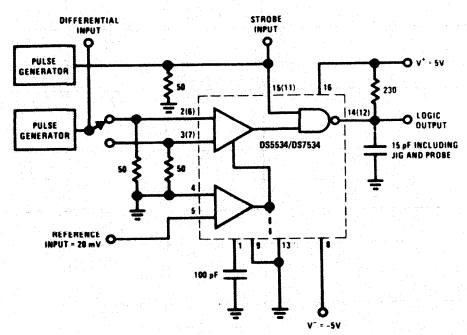 DIFFERENTIAL
INPUT
STROBE
INPUT
PULSE
GENERATOR
50
15(11)
16
V+ - 5V
230
14(12)
LOGIC
OUTPUT
PULSE
GENERATOR
2(6)
3(7)
DS5534/DS7534
15 pF INCLUDING
JIG AND PROBE
50
50
4
5
REFERENCE
INPUT = 20 mV
1
9
13
8
100 pF
V- = -5V